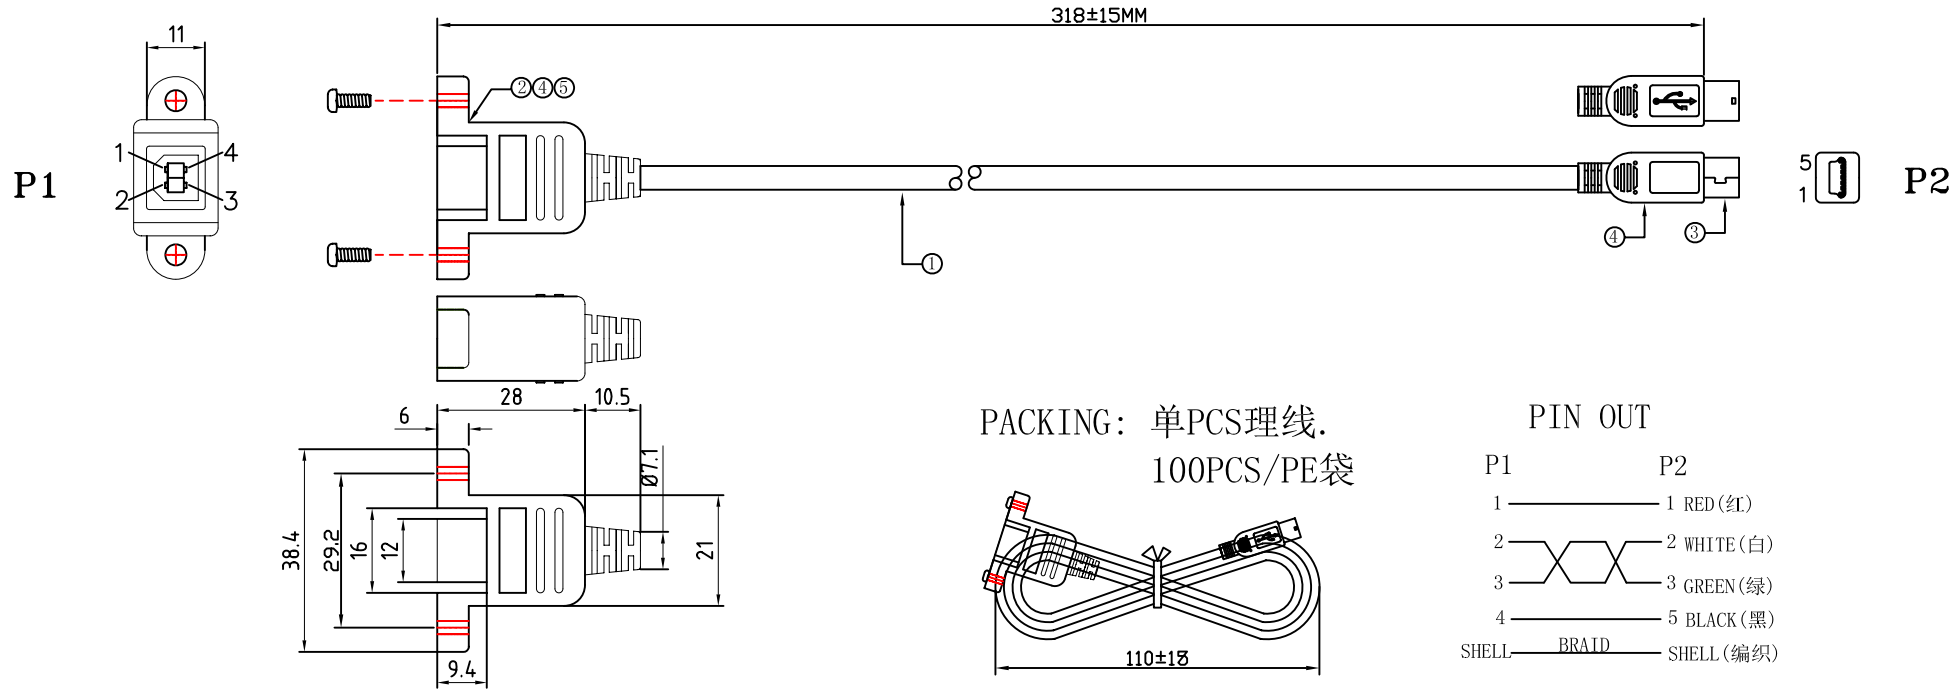 318±15MM
11
② ④ ⑤
1 4
2 3
P1
5
1
P2
④ ③
①
28 10.5
6
Ø7.1
38.4 29.2 16 12 21
9.4
PACKING: 单PCS理线.
100PCS/PE袋
110±
PIN OUT
P1 P2
1 1 RED(红)
2 2 WHITE(白)
3 3 GREEN(绿)
4 5 BLACK(黑)
SHELL BRAID SHELL(编织)